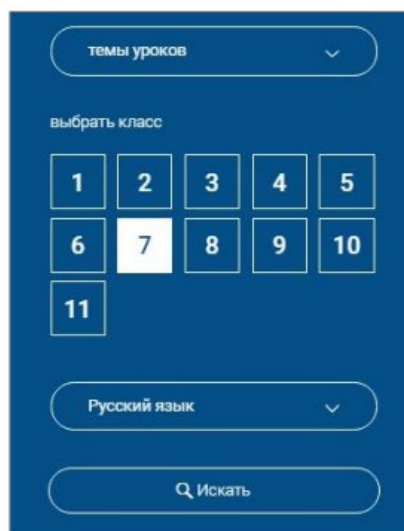 темы уроков
выбрать класс
1 2 3 4 5
6 7 8 9 10
11
Русский язык
Искать